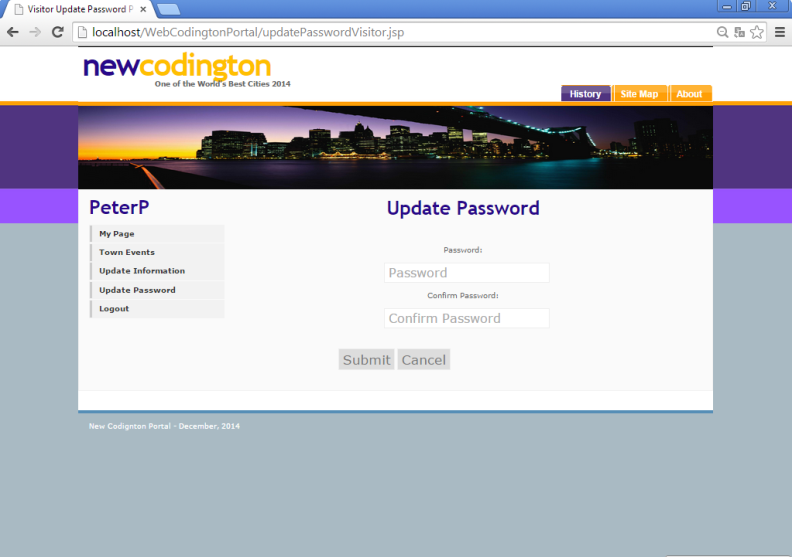 Visitor Update Password P
localhost/WebCodingtonPortal/updatePasswordVisitor.jsp
newcodington
One of the World's Best Cities 2014
History Site Map About
PeterP
Update Password
My Page
Town Events
Update Information
Update Password
Logout
Password:
Password
Confirm Password:
Confirm Password
Submit Cancel
New Codignton Portal - December, 2014